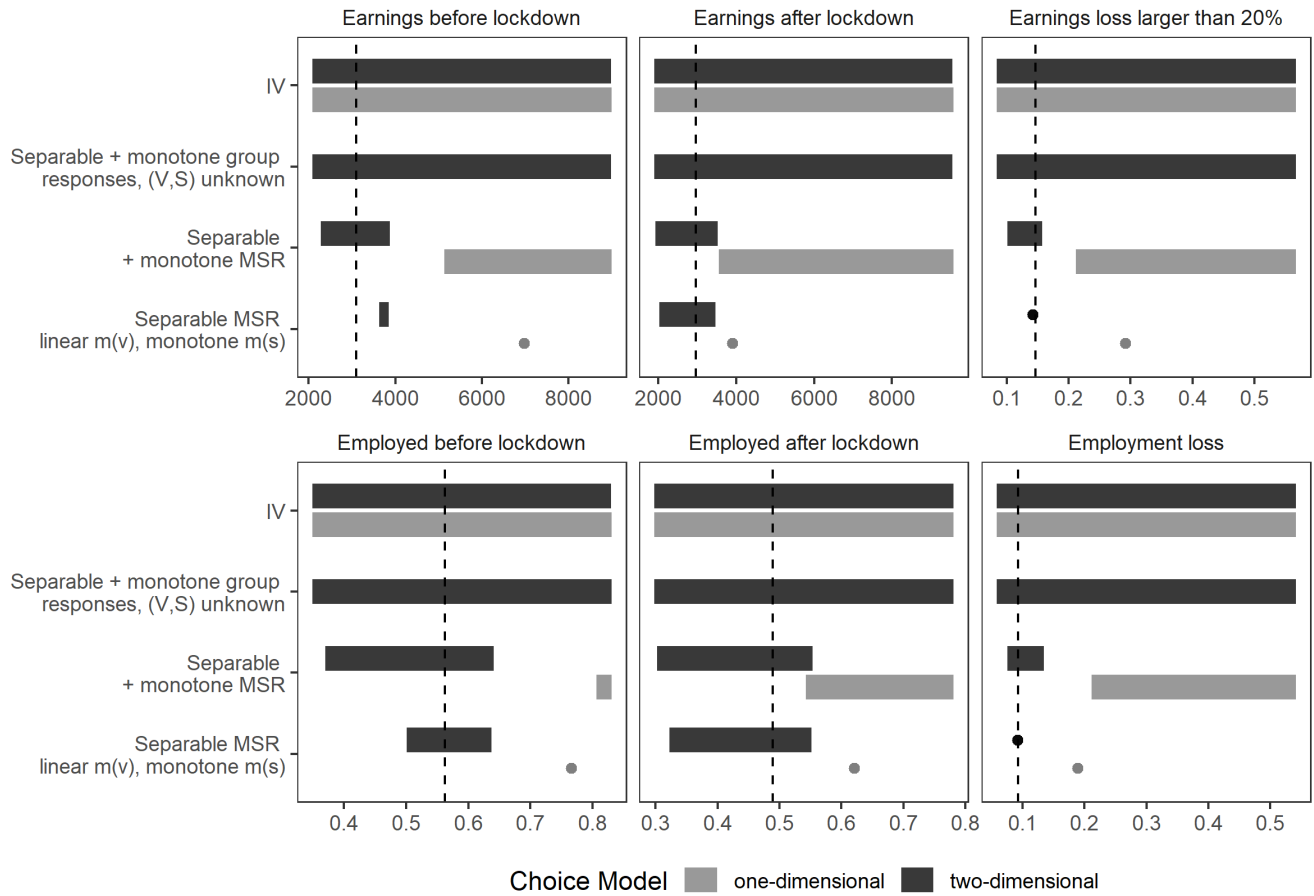 Earnings before lockdown
Earnings after lockdown
Earnings loss larger than 20%
IV
Separable + monotone group
responses, (V,S) unknown
Separable
+ monotone MSR
Separable MSR
linear m(v), monotone m(s)
2000 4000 6000 8000
2000 4000 6000 8000
0.1 0.2 0.3 0.4 0.5
Employed before lockdown
Employed after lockdown
Employment loss
IV
Separable + monotone group
responses, (V,S) unknown
Separable
+ monotone MSR
Separable MSR
linear m(v), monotone m(s)
0.4 0.5 0.6 0.7 0.8
0.3 0.4 0.5 0.6 0.7 0.8
0.1 0.2 0.3 0.4 0.5
Choice Model one-dimensional two-dimensional